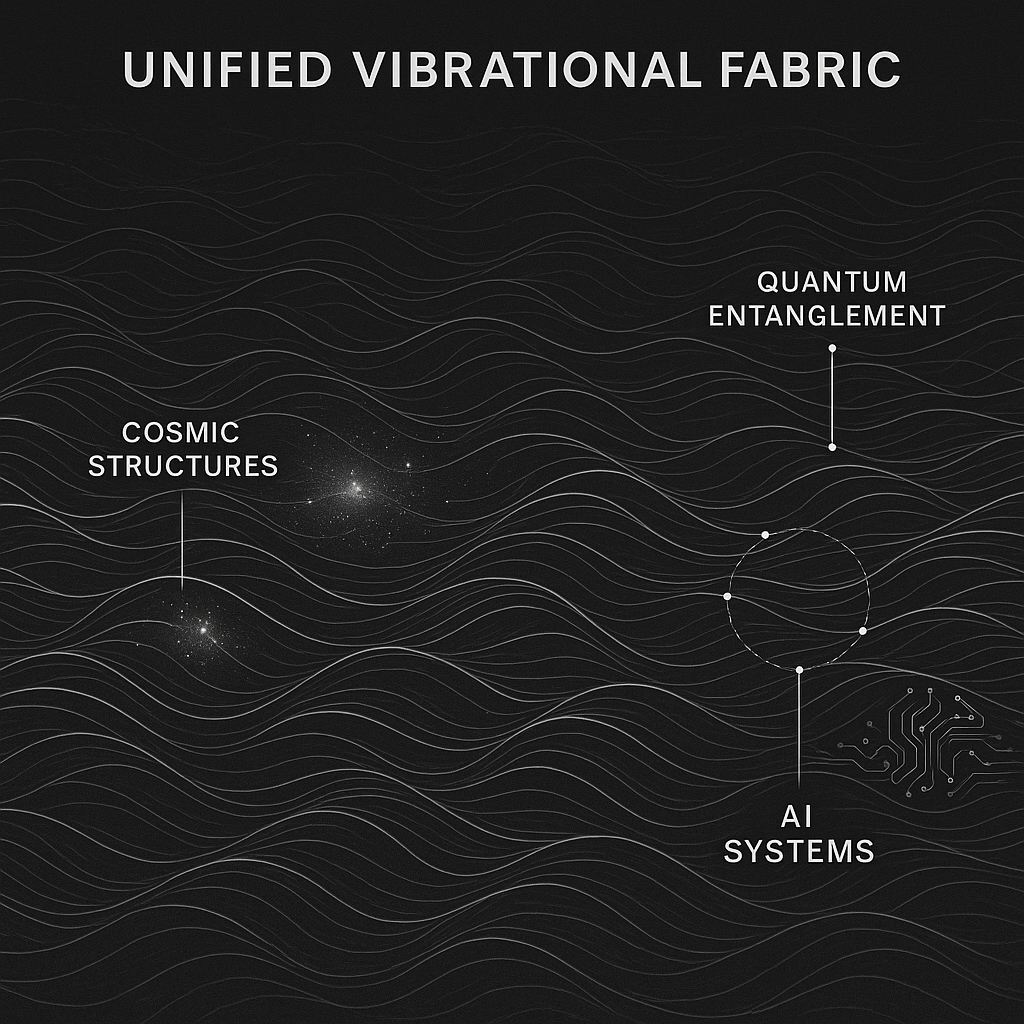 UNIFIED VIBRATIONAL FABRIC
QUANTUM
ENTANGLEMENT
COSMIC
STRUCTURES
AI
SYSTEMS